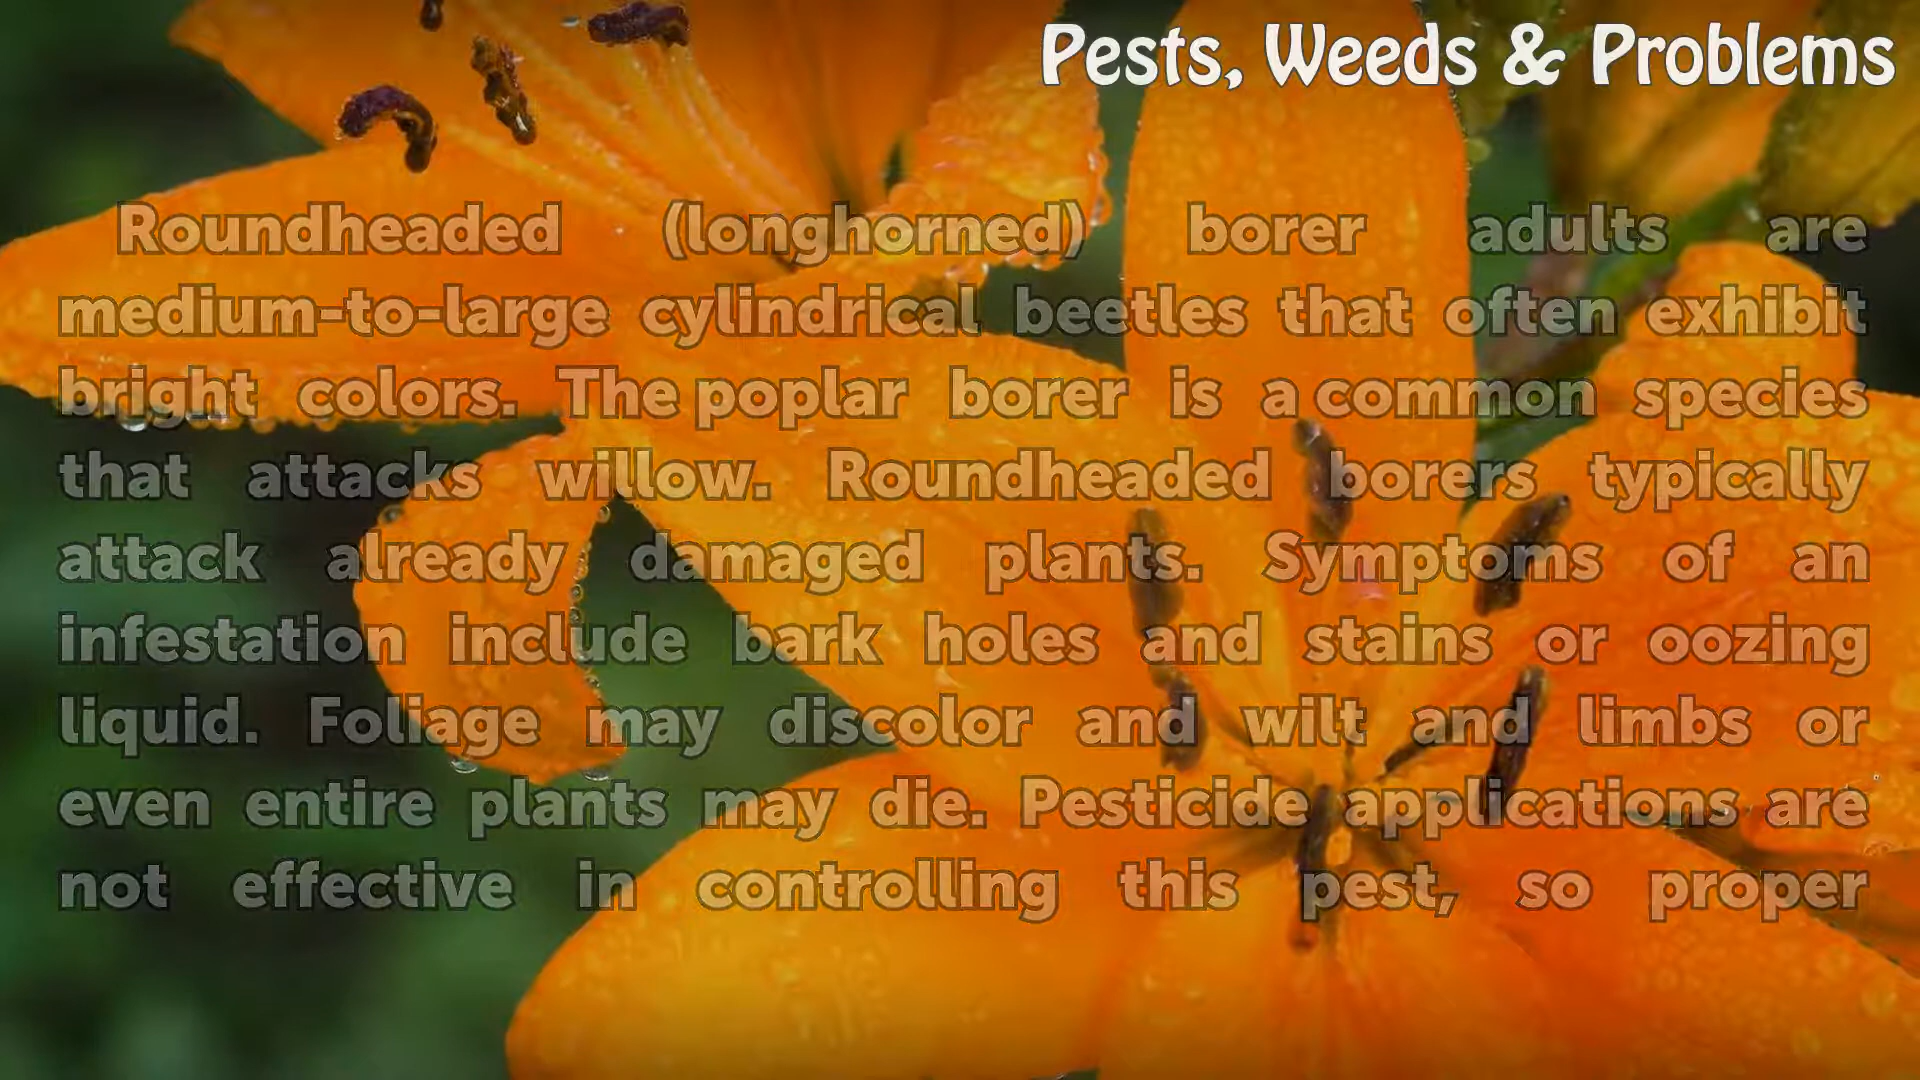 Pests, Weeds & Problems
Roundheaded (longhorned) borer adults are
medium-to-large cylindrical beetles that often exhibit
bright colors. The poplar borer is a common species
that attacks willow. Roundheaded borers typically
attack already damaged plants. Symptoms of an
infestation include bark holes and stains or oozing
liquid. Foliage may discolor and wilt and limbs or
even entire plants may die. Pesticide applications are
not effective in controlling this pest, so proper